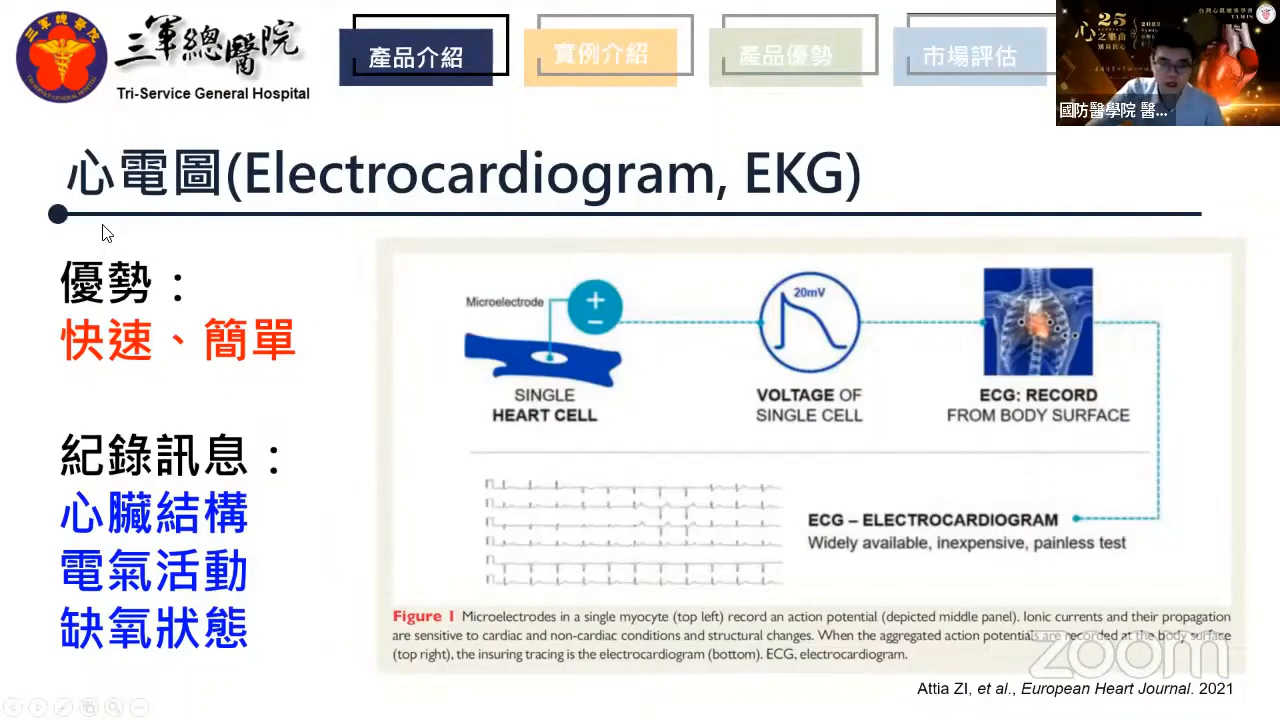 三軍總醫院
Tri-Service General Hospital
產品介紹
實例介紹
產品優勢
市場評估
國防醫學院 醫...
心電圖(Electrocardiogram, EKG)
優勢：
快速、簡單
紀錄訊息：
心臟結構
電氣活動
缺氧狀態
Microelectrode
SINGLE
HEART CELL
20mV
VOLTAGE OF
SINGLE CELL
ECG: RECORD
FROM BODY SURFACE
ECG – ELECTROCARDIOGRAM
Widely available, inexpensive, painless test
Figure 1 Microelectrodes in a single myocyte (top left) record an action potential (depicted middle panel). Ionic currents and their propagation
are sensitive to cardiac and non-cardiac conditions and structural changes. When the aggregated action potentials are recorded at the body surface
(top right), the insuring tracing is the electrocardiogram (bottom). ECG, electrocardiogram.
zoom
Attia ZI, et al., European Heart Journal. 2021